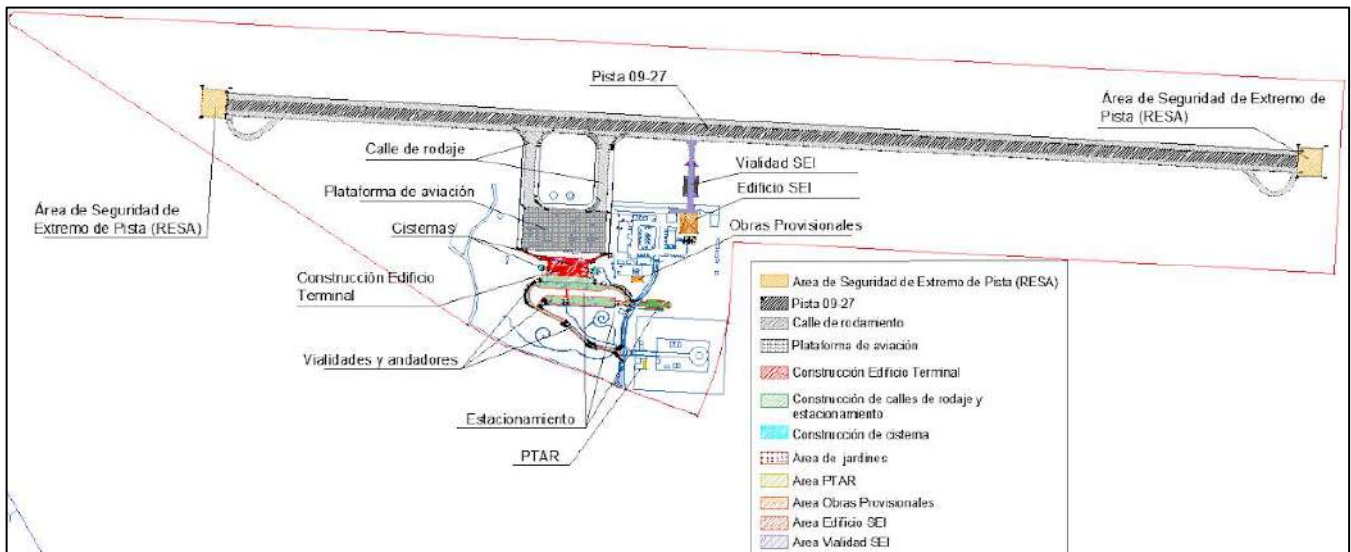 Pista 09-27
Área de Seguridad de Extremo de
Pista (RESA)
Calle de rodaje
Vialidad SEI
Plataforma de aviación
Edificio SEI
Área de Seguridad de
Extremo de Pista (RESA)
Cisternas
Obras Provisionales
Construcción Edificio
Terminal
Vialidades y andadores
Estacionamiento
PTAR
Area de Seguridad de Extremo de Pista (RESA)
Pista 09-27
Calle de rodamiento
Plataforma de aviación
Construcción Edificio Terminal
Construcción de calles de rodaje y
estacionamiento
Construcción de cisterna
Area de jardines
Area PTAR
Area Obras Provisionales
Area Edificio SEI
Area Vialidad SEI